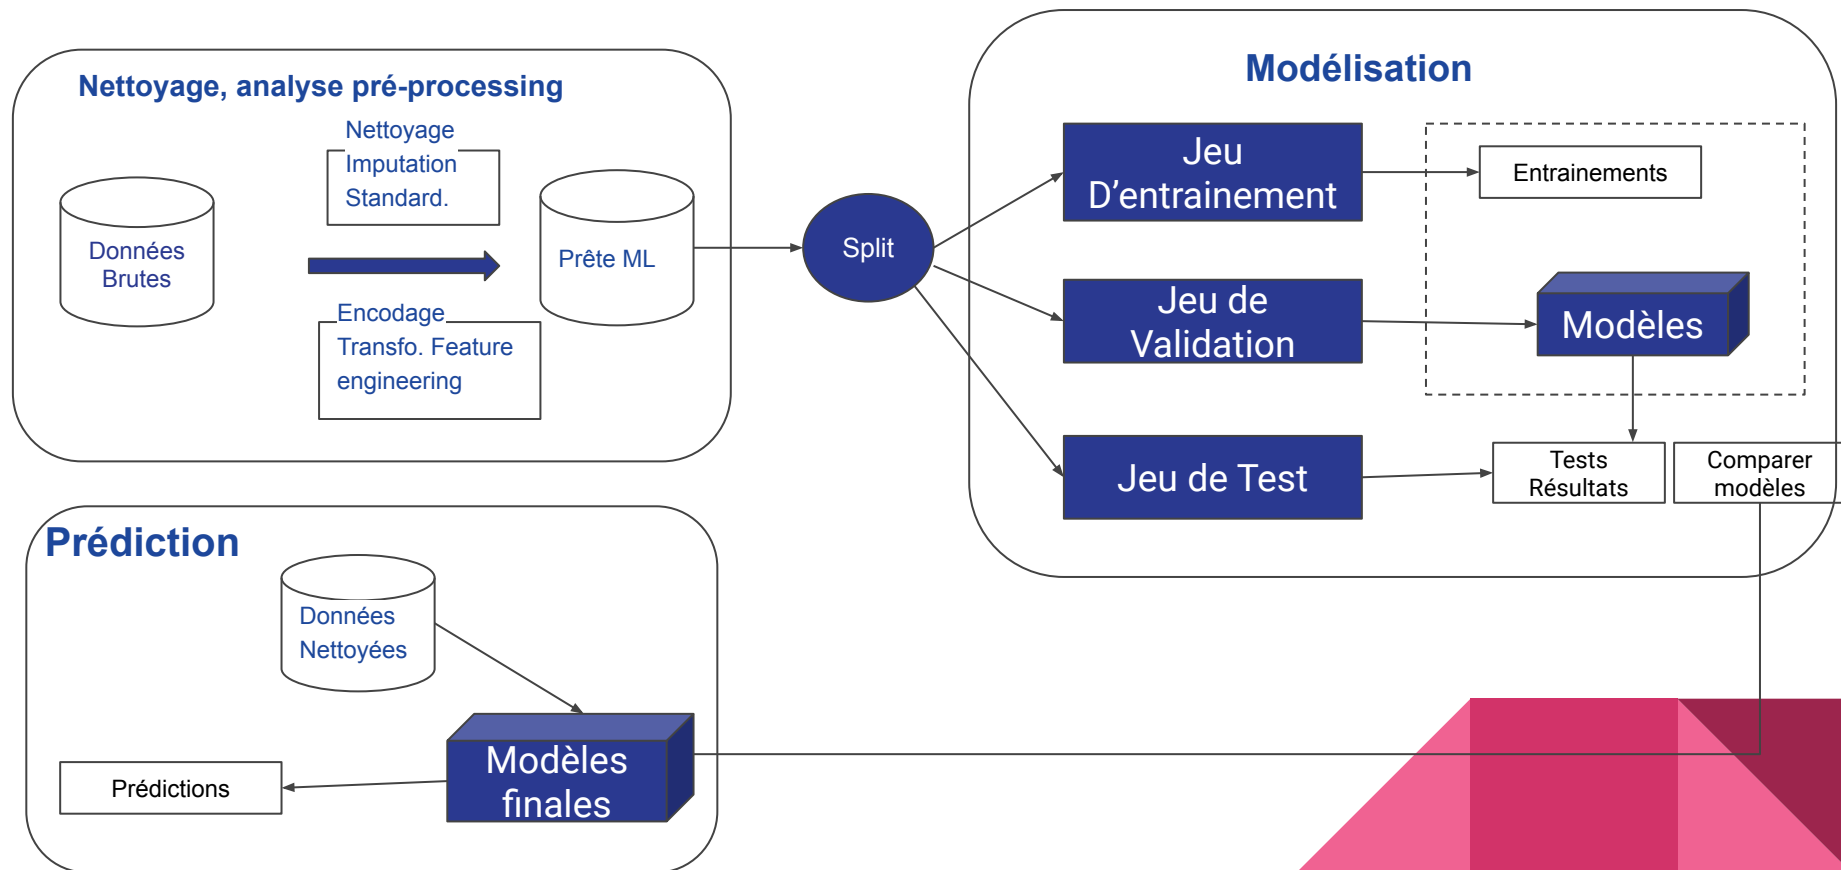 Nettoyage, analyse pré-processing
Nettoyage
Imputation
Standard.
Données
Brutes
Prête ML
Encodage
Transfo. Feature
engineering
Split
Modélisation
Jeu
D’entrainement
Entrainements
Jeu de
Validation
Modèles
Jeu de Test
Tests
Résultats
Comparer
modèles
Prédiction
Données
Nettoyées
Modèles
finales
Prédictions